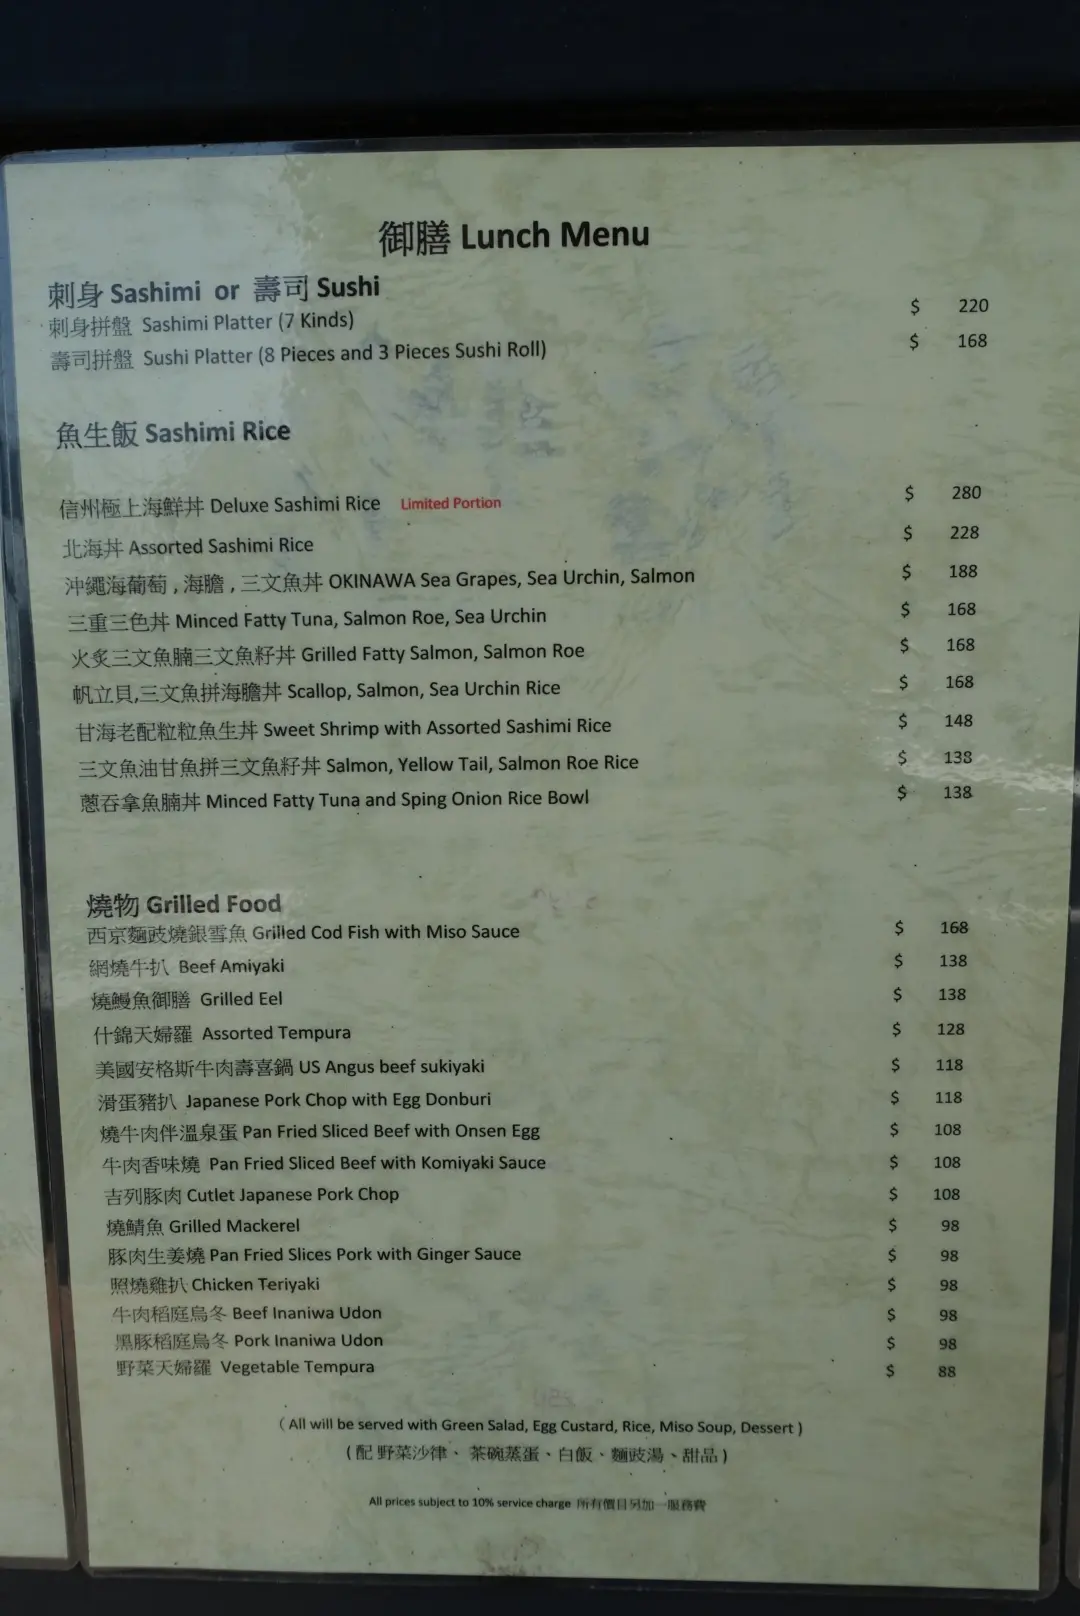 御膳 Lunch Menu
刺身 Sashimi or 壽司 Sushi
刺身拼盤 Sashimi Platter (7 Kinds) $ 220
壽司拼盤 Sushi Platter (8 Pieces and 3 Pieces Sushi Roll) $ 168
魚生飯 Sashimi Rice
信州極上海鮮丼 Deluxe Sashimi Rice Limited Portion $ 280
北海丼 Assorted Sashimi Rice $ 228
沖繩海葡萄 , 海膽 , 三文魚丼 OKINAWA Sea Grapes, Sea Urchin, Salmon $ 188
三重三色丼 Minced Fatty Tuna, Salmon Roe, Sea Urchin $ 168
火炙三文魚腩三文魚籽丼 Grilled Fatty Salmon, Salmon Roe $ 168
帆立貝,三文魚拼海膽丼 Scallop, Salmon, Sea Urchin Rice $ 168
甘海老配粒粒魚生丼 Sweet Shrimp with Assorted Sashimi Rice $ 148
三文魚油甘魚拼三文魚籽丼 Salmon, Yellow Tail, Salmon Roe Rice $ 138
蔥吞拿魚腩丼 Minced Fatty Tuna and Sping Onion Rice Bowl $ 138
燒物 Grilled Food
西京麵豉燒銀雪魚 Grilled Cod Fish with Miso Sauce $ 168
網燒牛扒 Beef Amiyaki $ 138
燒鰻魚御膳 Grilled Eel $ 138
什錦天婦羅 Assorted Tempura $ 128
美國安格斯牛肉壽喜鍋 US Angus beef sukiyaki $ 118
滑蛋豬扒 Japanese Pork Chop with Egg Donburi $ 118
燒牛肉伴溫泉蛋 Pan Fried Sliced Beef with Onsen Egg $ 108
牛肉香味燒 Pan Fried Sliced Beef with Komiyaki Sauce $ 108
吉列豚肉 Cutlet Japanese Pork Chop $ 108
燒鯖魚 Grilled Mackerel $ 98
豚肉生姜燒 Pan Fried Slices Pork with Ginger Sauce $ 98
照燒雞扒 Chicken Teriyaki $ 98
牛肉稻庭烏冬 Beef Inaniwa Udon $ 98
黑豚稻庭烏冬 Pork Inaniwa Udon $ 98
野菜天婦羅 Vegetable Tempura $ 88
( All will be served with Green Salad, Egg Custard, Rice, Miso Soup, Dessert )
( 配 野菜沙律、 茶碗蒸蛋、白飯、麵豉湯、甜品 )
All prices subject to 10% service charge 所有價目另加一服務費